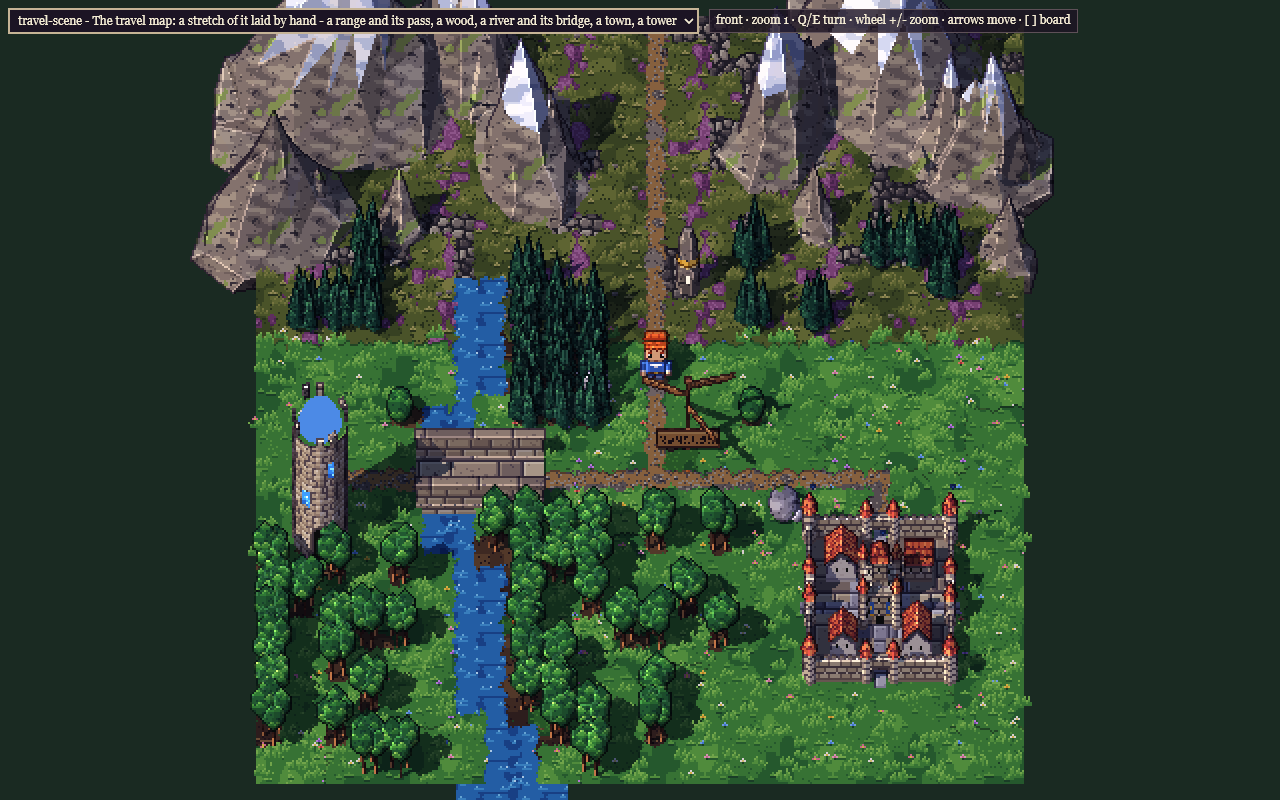 travel-scene - The travel map: a stretch of it laid by hand - a range and its pass, a wood, a river and its bridge, a town, a tower
front · zoom 1 · Q/E turn · wheel +/- zoom · arrows move · [ ] board